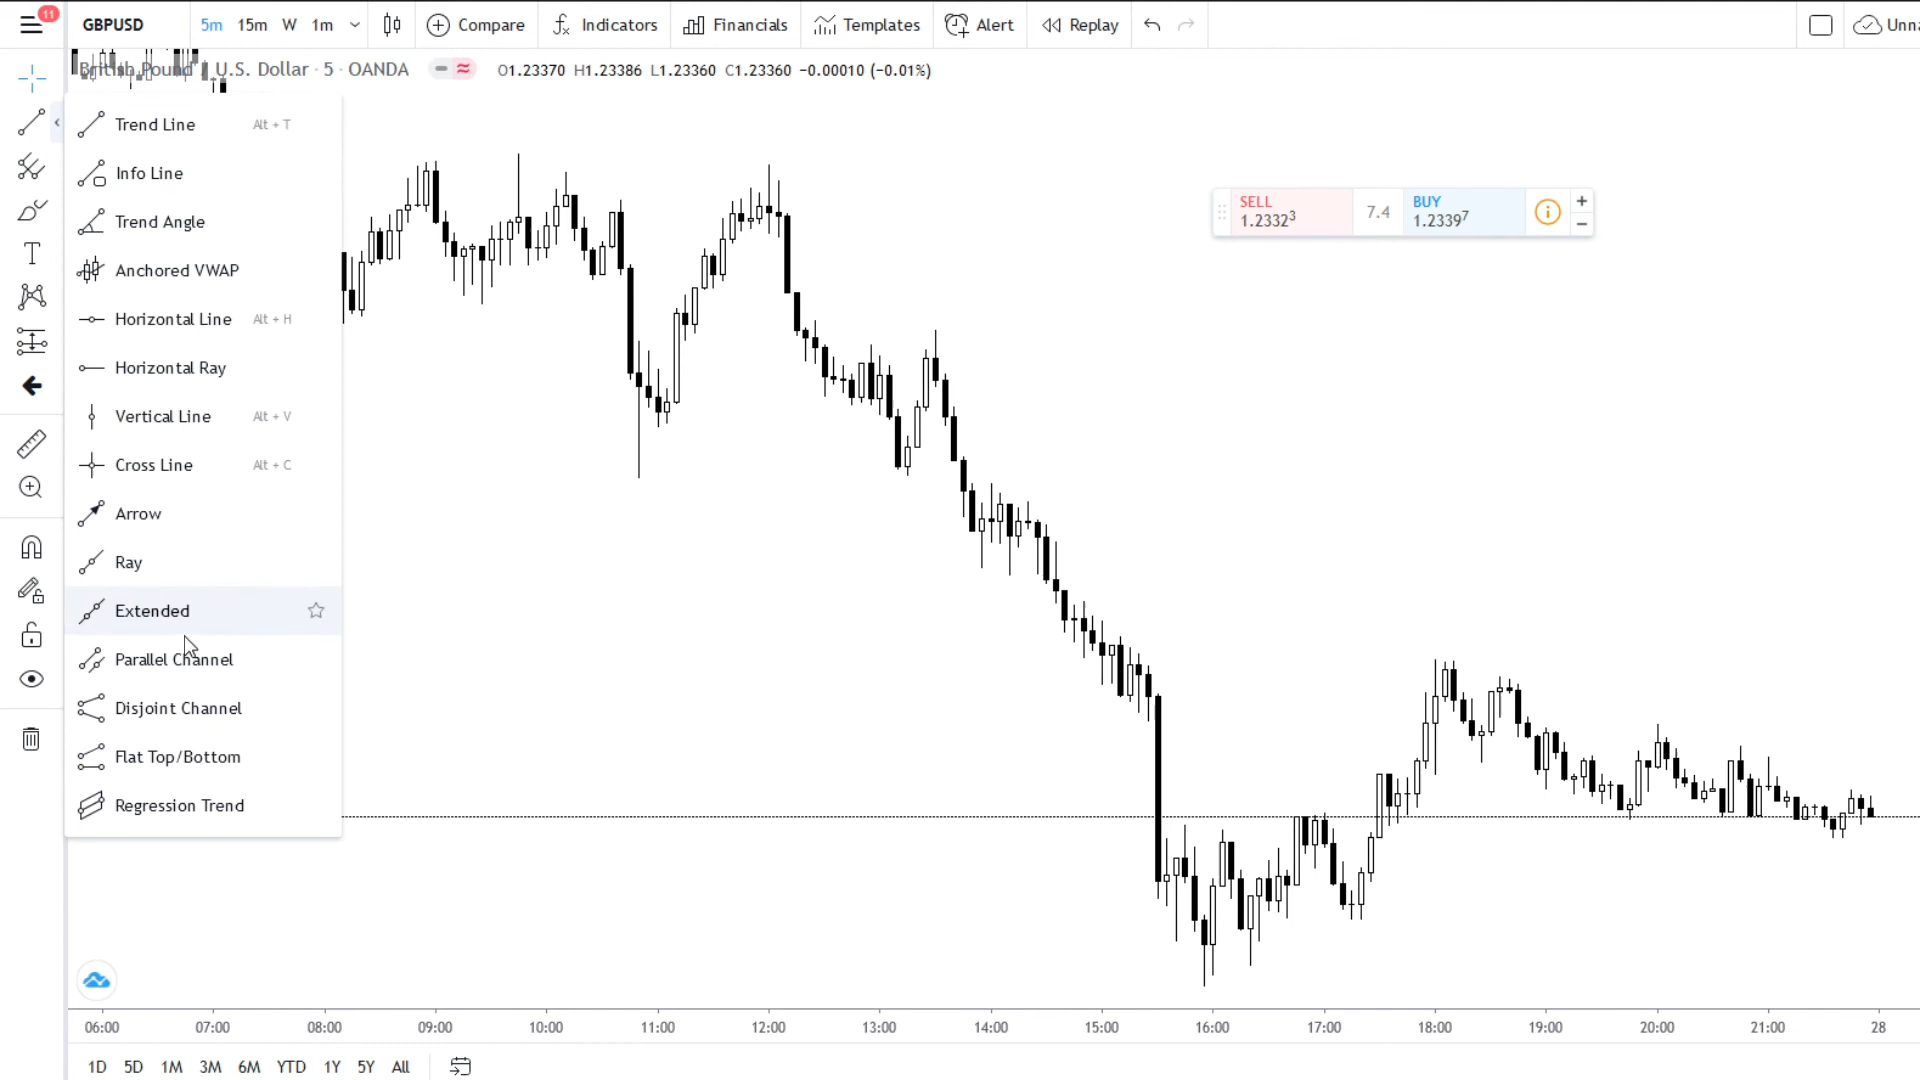 11
GBPUSD 5m 15m W 1m Compare Indicators Financials Templates Alert Replay Unna
British Pound / U.S. Dollar · 5 · OANDA O1.23370 H1.23386 L1.23360 C1.23360 −0.00010 (−0.01%)
Trend Line Alt + T
Info Line
Trend Angle
Anchored VWAP
Horizontal Line Alt + H
Horizontal Ray
Vertical Line Alt + V
Cross Line Alt + C
Arrow
Ray
Extended
Parallel Channel
Disjoint Channel
Flat Top/Bottom
Regression Trend
SELL
1.23323
7.4
BUY
1.23397
06:00 07:00 08:00 09:00 10:00 11:00 12:00 13:00 14:00 15:00 16:00 17:00 18:00 19:00 20:00 21:00 28
1D 5D 1M 3M 6M YTD 1Y 5Y All